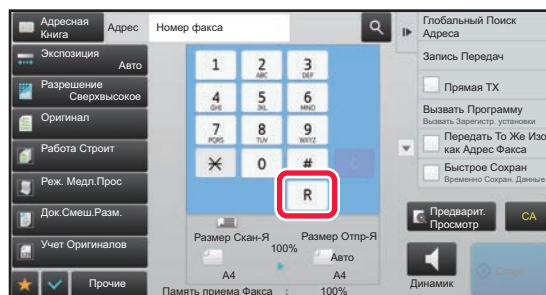 Адресная
Книга
Адрес
Номер факса
Экспозиция
Авто
Разрешение
Сверхвысокое
Оригинал
Работа Строит
Реж. Медл.Прос
Док.Смеш.Разм.
Учет Оригиналов
Прочие
1
2
ABC
3
DEF
4
GHI
5
JKL
6
MNO
7
PQRS
8
TUV
9
WXYZ
0
#
C
R
Размер Скан-Я
100%
Размер Отпр-Я
Авто
A4
A4
Память приема Факса : 100%
Глобальный Поиск
Адреса
Запись Передач
Прямая TX
Вызвать Программу
Вызвать Зарегистр. установки
Передать То Же Изо
как Адрес Факса
Быстрое Сохран
Временно Сохран. Данные
Предварит.
Просмотр
CA
Динамик
Старт